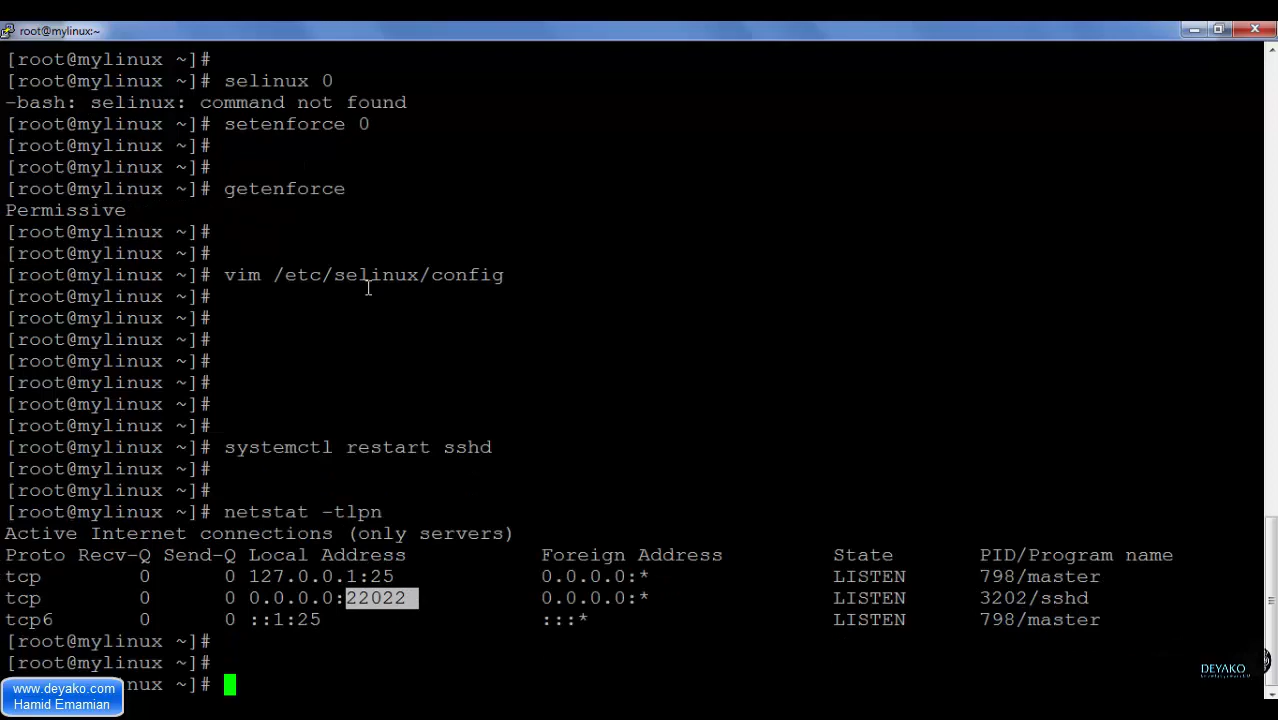 root@mylinux:~
[root@mylinux ~]#
[root@mylinux ~]# selinux 0
-bash: selinux: command not found
[root@mylinux ~]# setenforce 0
[root@mylinux ~]#
[root@mylinux ~]#
[root@mylinux ~]# getenforce
Permissive
[root@mylinux ~]#
[root@mylinux ~]#
[root@mylinux ~]# vim /etc/selinux/config
[root@mylinux ~]#
[root@mylinux ~]#
[root@mylinux ~]#
[root@mylinux ~]#
[root@mylinux ~]#
[root@mylinux ~]#
[root@mylinux ~]#
[root@mylinux ~]# systemctl restart sshd
[root@mylinux ~]#
[root@mylinux ~]#
[root@mylinux ~]# netstat -tlpn
Active Internet connections (only servers)
Proto Recv-Q Send-Q Local Address Foreign Address State PID/Program name
tcp 0 0 127.0.0.1:25 0.0.0.0:* LISTEN 798/master
tcp 0 0 0.0.0.0:22022 0.0.0.0:* LISTEN 3202/sshd
tcp6 0 0 ::1:25 :::* LISTEN 798/master
[root@mylinux ~]#
[root@mylinux ~]#
inux ~]#
www.deyako.com
Hamid Emamian
DEYAKO